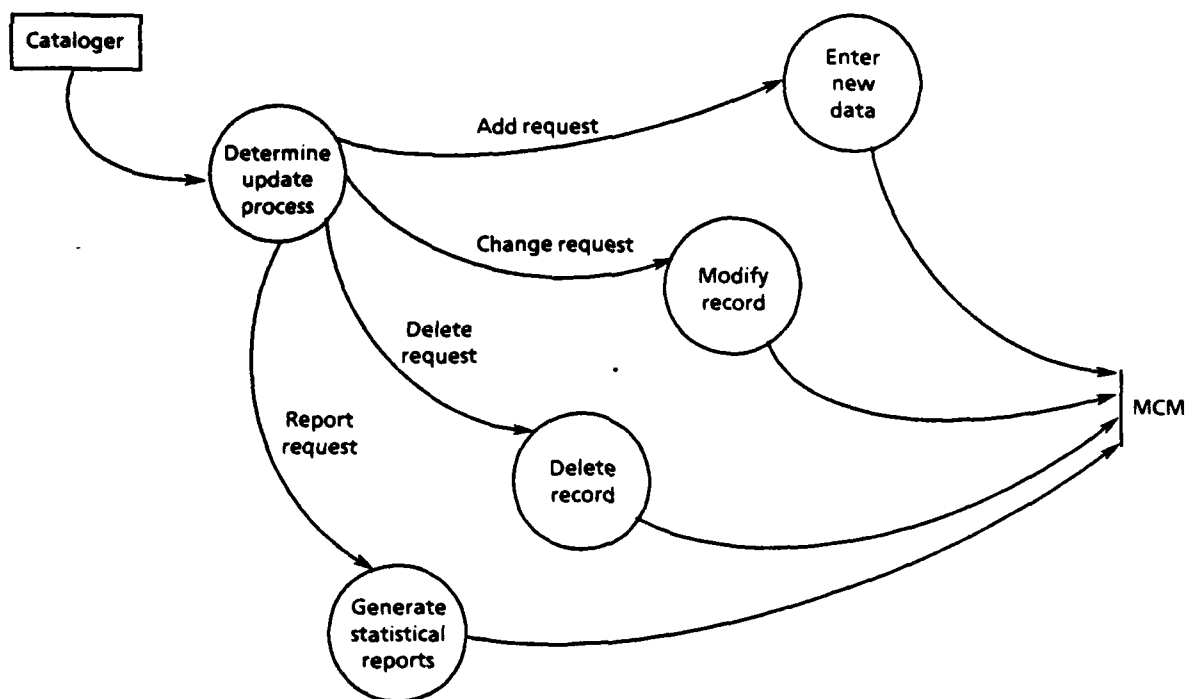 Cataloger
Enter
new
data
Add request
Determine
update
process
Change request
Modify
record
Delete
request
MCM
Report
request
Delete
record
Generate
statistical
reports